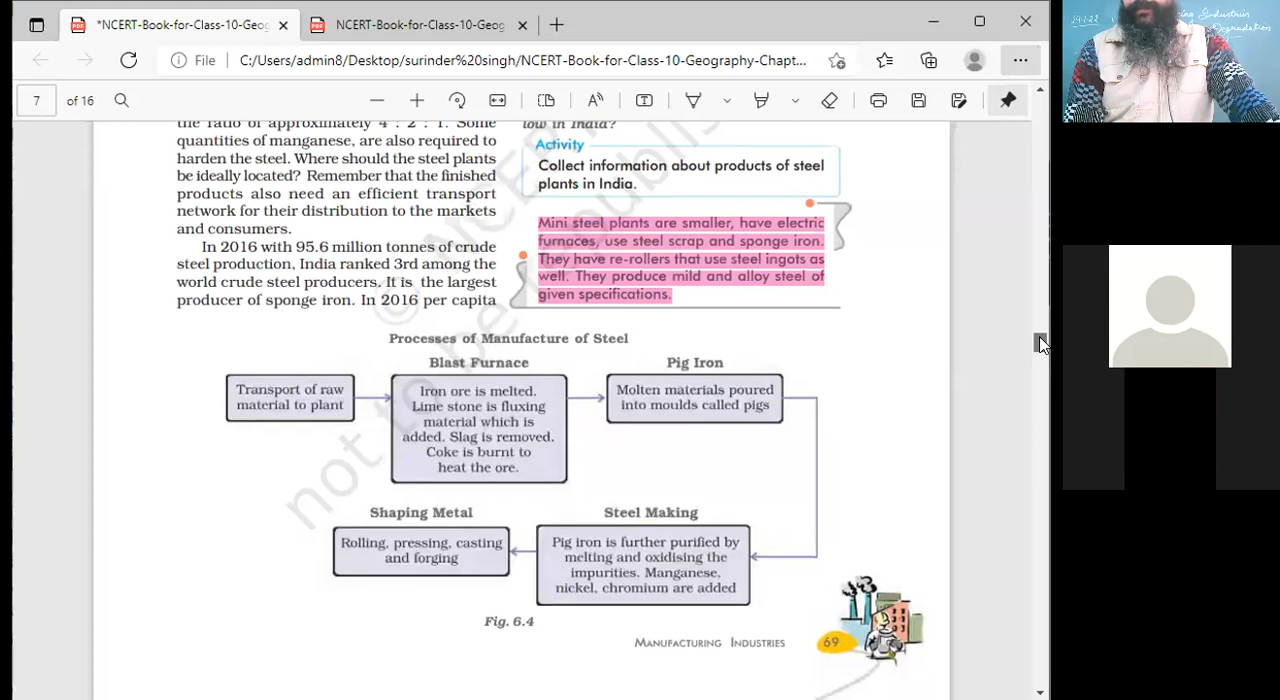 *NCERT-Book-for-Class-10-Geog
NCERT-Book-for-Class-10-Geog
File
C:/Users/admin8/Desktop/surinder%20singh/NCERT-Book-for-Class-10-Geography-Chapt...
7 of 16
the ratio of approximately 4 : 2 : 1. Some
quantities of manganese, are also required to
harden the steel. Where should the steel plants
be ideally located? Remember that the finished
products also need an efficient transport
network for their distribution to the markets
and consumers.
In 2016 with 95.6 million tonnes of crude
steel production, India ranked 3rd among the
world crude steel producers. It is the largest
producer of sponge iron. In 2016 per capita
low in India?
Activity
Collect information about products of steel
plants in India.
Mini steel plants are smaller, have electric
furnaces, use steel scrap and sponge iron.
They have re-rollers that use steel ingots as
well. They produce mild and alloy steel of
given specifications.
Processes of Manufacture of Steel
Transport of raw
material to plant
Blast Furnace
Iron ore is melted.
Lime stone is fluxing
material which is
added. Slag is removed.
Coke is burnt to
heat the ore.
Pig Iron
Molten materials poured
into moulds called pigs
Steel Making
Pig iron is further purified by
melting and oxidising the
impurities. Manganese,
nickel, chromium are added
Shaping Metal
Rolling, pressing, casting
and forging
Fig. 6.4
MANUFACTURING INDUSTRIES
69
not to be
Industries
Degradation